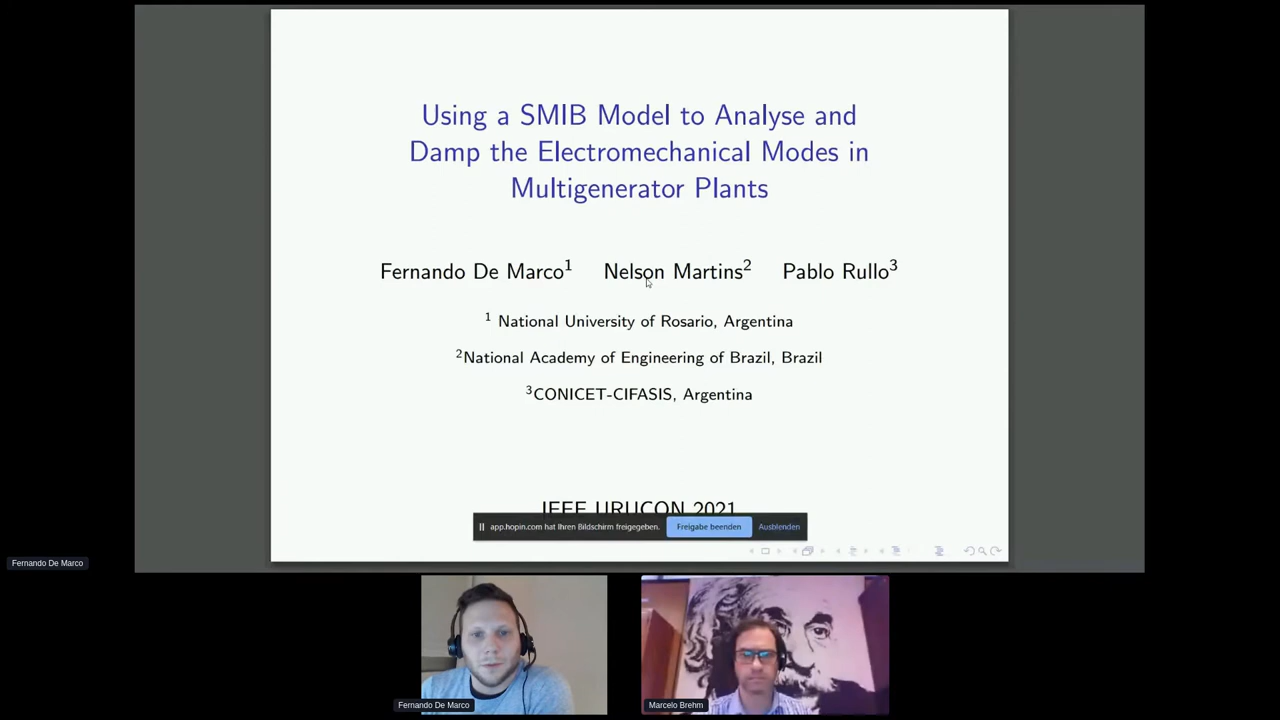 Using a SMIB Model to Analyse and
Damp the Electromechanical Modes in
Multigenerator Plants
Fernando De Marco¹ Nelson Martins² Pablo Rullo³
¹ National University of Rosario, Argentina
²National Academy of Engineering of Brazil, Brazil
³CONICET-CIFASIS, Argentina
IEEE URUCON 2021
app.hopin.com hat Ihren Bildschirm freigegeben. Freigabe beenden Ausblenden
Fernando De Marco
Fernando De Marco
Marcelo Brehm